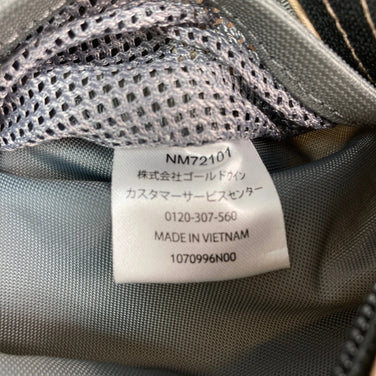 NM72101
株式会社ゴールドウイン
カスタマーサービスセンター
0120-307-560
MADE IN VIETNAM
1070996N00